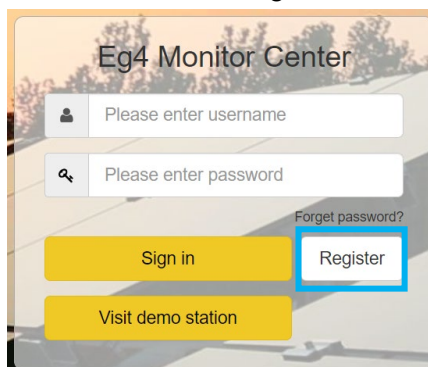 Eg4 Monitor Center
Please enter username
Please enter password
Forget password?
Sign in
Register
Visit demo station